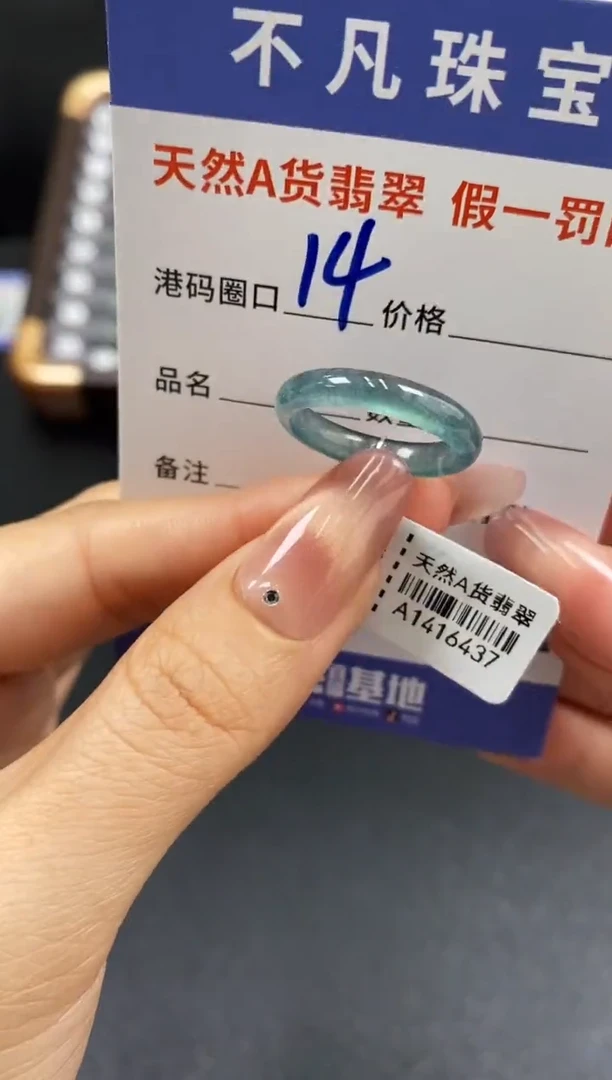 不凡珠宝
天然A货翡翠 假一罚
港码圈口 14 价格
品名
备注
天然A货翡翠
A1416437
基地